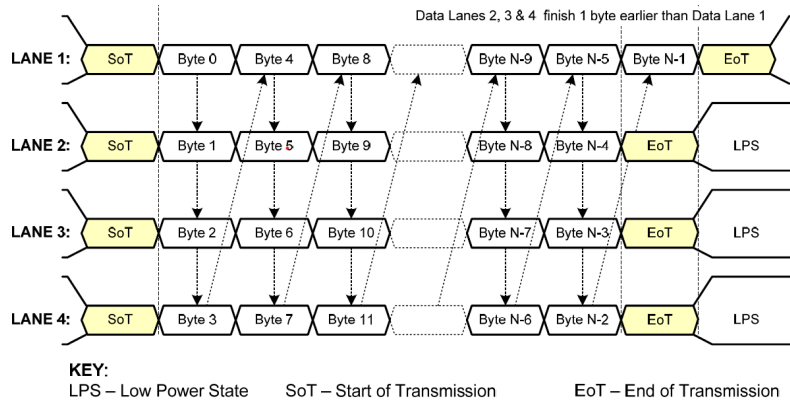 Data Lanes 2, 3 & 4 finish 1 byte earlier than Data Lane 1
LANE 1: SoT Byte 0 Byte 4 Byte 8 Byte N-9 Byte N-5 Byte N-1 EoT
LANE 2: SoT Byte 1 Byte 5 Byte 9 Byte N-8 Byte N-4 EoT LPS
LANE 3: SoT Byte 2 Byte 6 Byte 10 Byte N-7 Byte N-3 EoT LPS
LANE 4: SoT Byte 3 Byte 7 Byte 11 Byte N-6 Byte N-2 EoT LPS
KEY:
LPS – Low Power State SoT – Start of Transmission EoT – End of Transmission